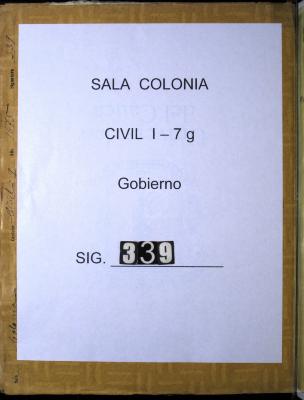 SALA COLONIA
CIVIL I – 7 g
Gobierno
SIG. 339